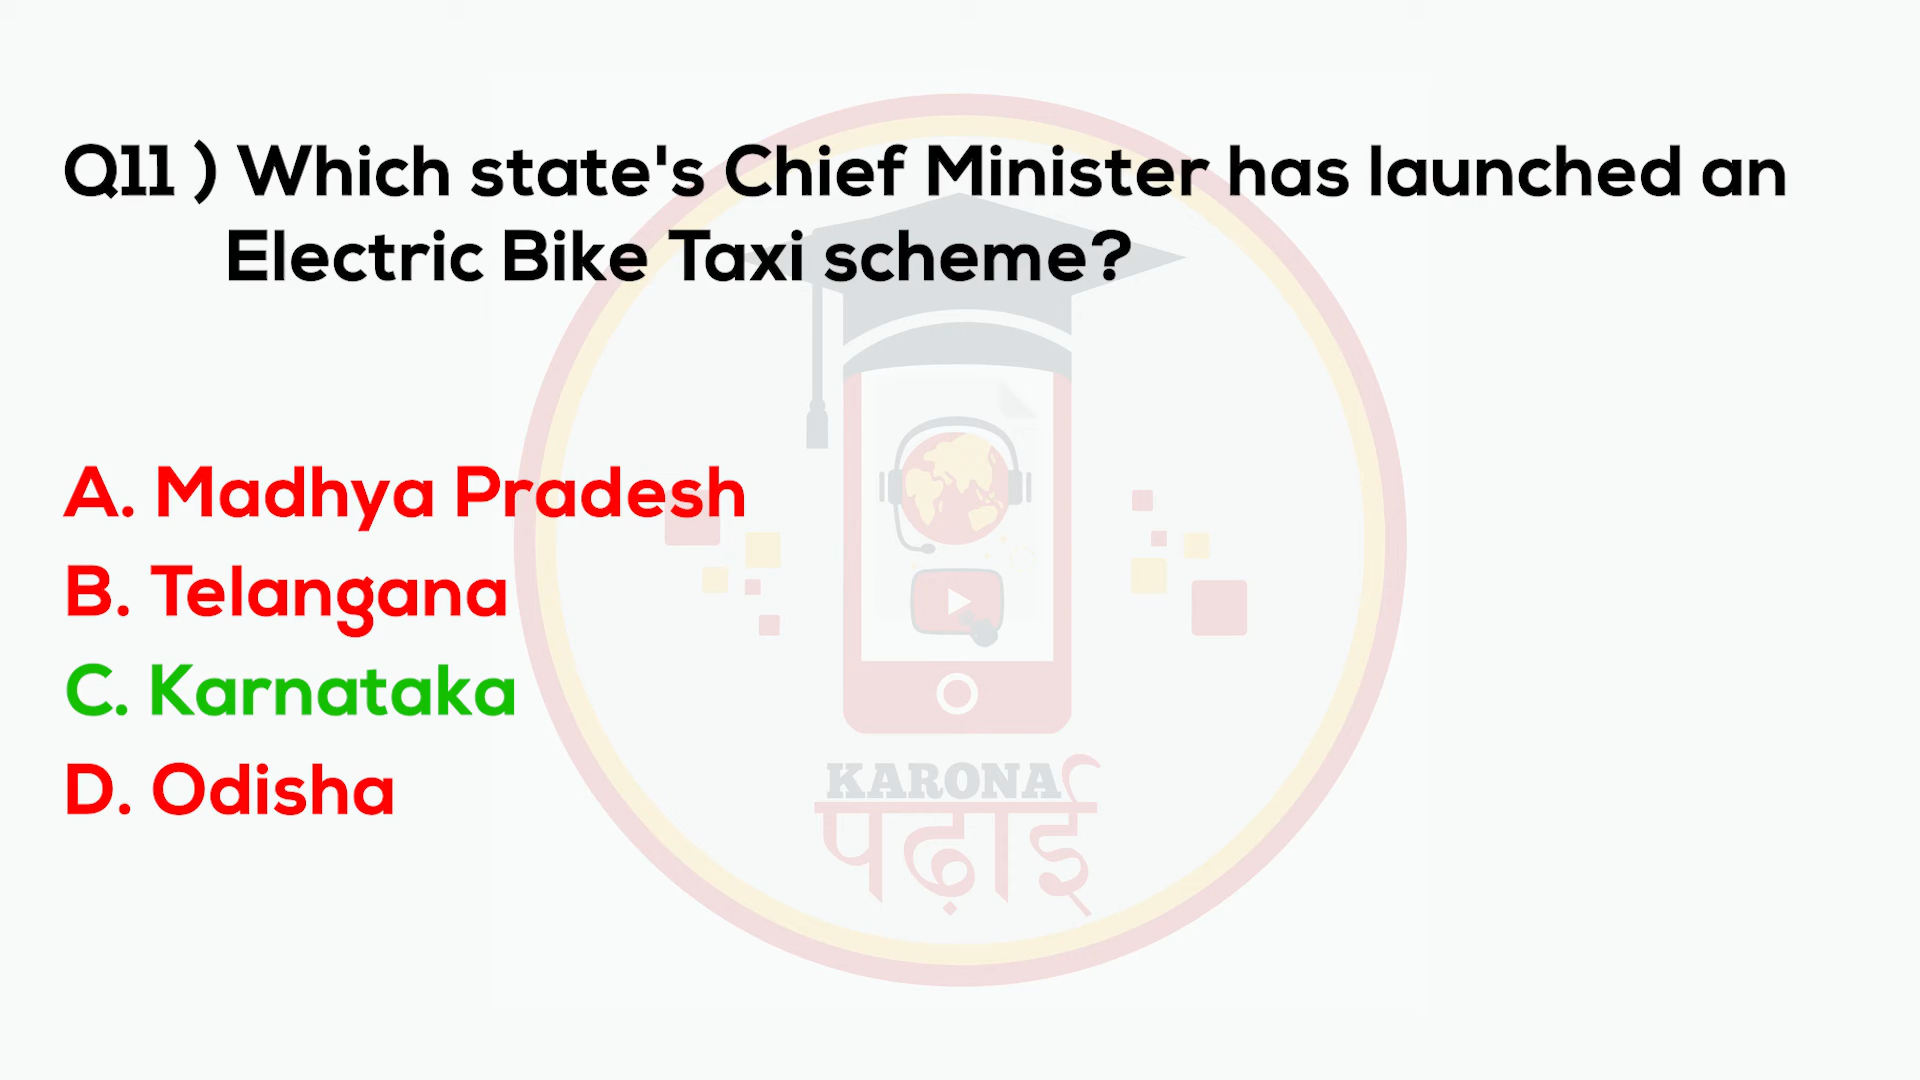 Q11 ) Which state's Chief Minister has launched an
Electric Bike Taxi scheme?
A. Madhya Pradesh
B. Telangana
C. Karnataka
D. Odisha
KARONA
पढ़ाई